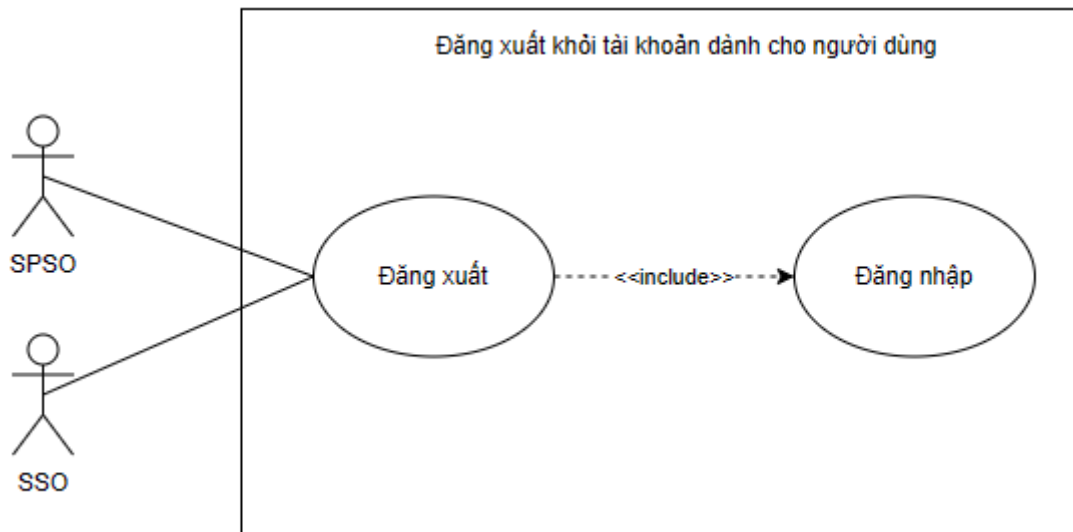 Đăng xuất khỏi tài khoản dành cho người dùng
SPSO
Đăng xuất
<<include>>
Đăng nhập
SSO